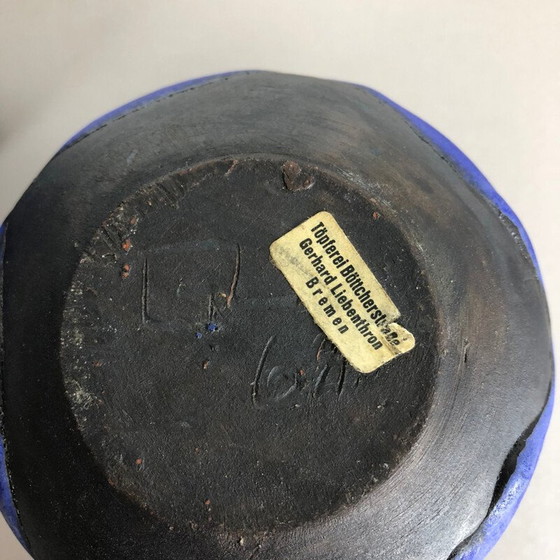 Töpferei Böttcherstraße
Gerhard Liebenthron
Bremen